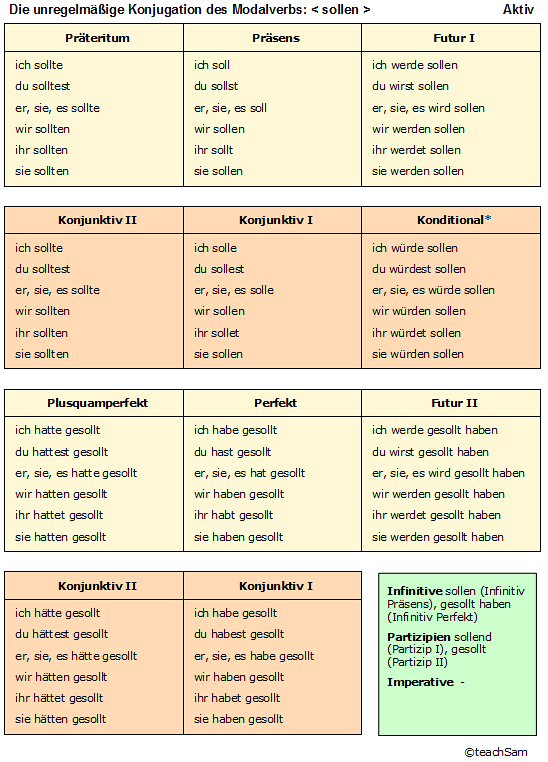 Die unregelmäßige Konjugation des Modalverbs: < sollen > Aktiv
Präteritum Präsens Futur I
ich sollte ich soll ich werde sollen
du solltest du sollst du wirst sollen
er, sie, es sollte er, sie, es soll er, sie, es wird sollen
wir sollten wir sollen wir werden sollen
ihr sollten ihr sollt ihr werdet sollen
sie sollten sie sollen sie werden sollen
Konjunktiv II Konjunktiv I Konditional*
ich sollte ich solle ich würde sollen
du solltest du sollest du würdest sollen
er, sie, es sollte er, sie, es solle er, sie, es würde sollen
wir sollten wir sollen wir würden sollen
ihr sollten ihr sollet ihr würdet sollen
sie sollten sie sollen sie würden sollen
Plusquamperfekt Perfekt Futur II
ich hatte gesollt ich habe gesollt ich werde gesollt haben
du hattest gesollt du hast gesollt du wirst gesollt haben
er, sie, es hatte gesollt er, sie, es hat gesollt er, sie, es wird gesollt haben
wir hatten gesollt wir haben gesollt wir werden gesollt haben
ihr hattet gesollt ihr habt gesollt ihr werdet gesollt haben
sie hatten gesollt sie haben gesollt sie werden gesollt haben
Konjunktiv II Konjunktiv I
ich hätte gesollt ich habe gesollt
du hättest gesollt du habest gesollt
er, sie, es hätte gesollt er, sie, es habe gesollt
wir hätten gesollt wir haben gesollt
ihr hättet gesollt ihr habet gesollt
sie hätten gesollt sie haben gesollt
Infinitive sollen (Infinitiv
Präsens), gesollt haben
(Infinitiv Perfekt)
Partizipien sollend
(Partizip I), gesollt
(Partizip II)
Imperative -
©teachSam